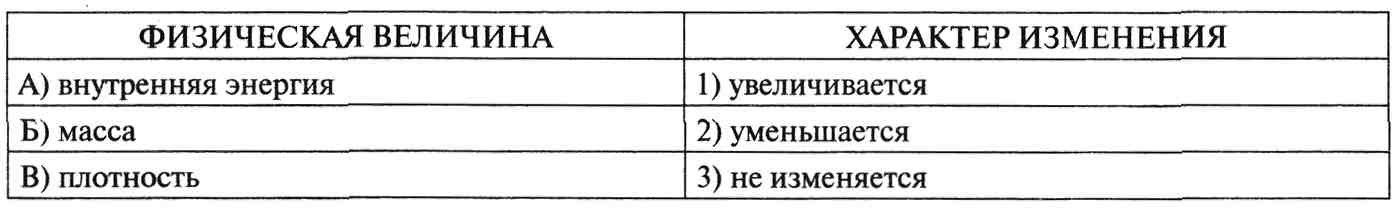 ФИЗИЧЕСКАЯ ВЕЛИЧИНА ХАРАКТЕР ИЗМЕНЕНИЯ
А) внутренняя энергия 1) увеличивается
Б) масса 2) уменьшается
В) плотность 3) не изменяется